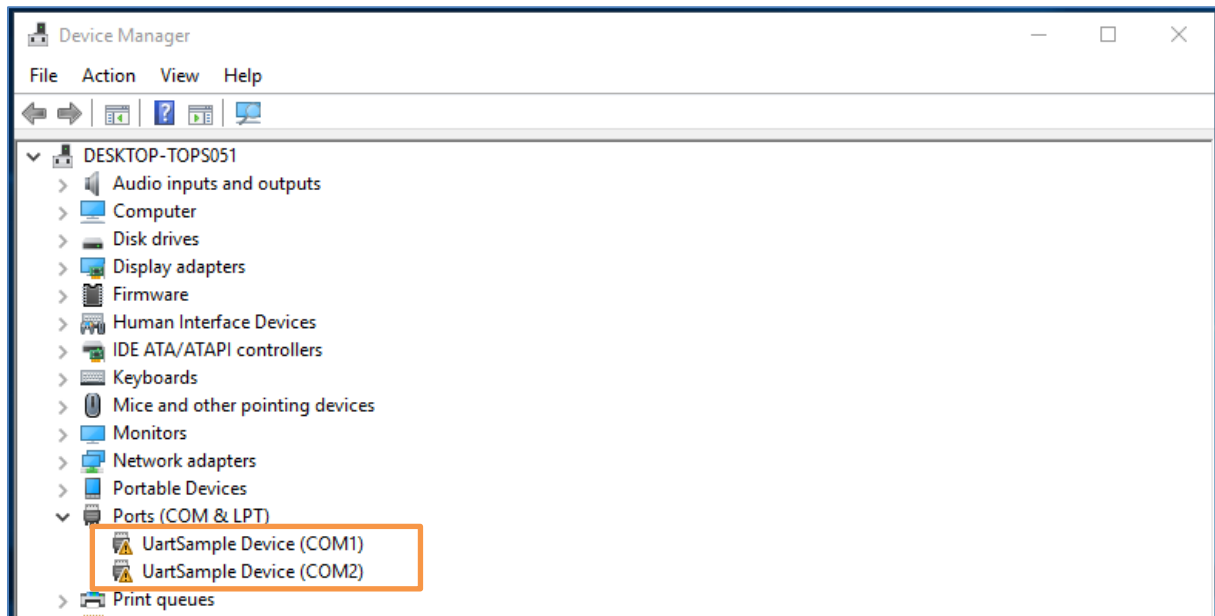 Device Manager
File Action View Help
DESKTOP-TOPS051
Audio inputs and outputs
Computer
Disk drives
Display adapters
Firmware
Human Interface Devices
IDE ATA/ATAPI controllers
Keyboards
Mice and other pointing devices
Monitors
Network adapters
Portable Devices
Ports (COM & LPT)
UartSample Device (COM1)
UartSample Device (COM2)
Print queues